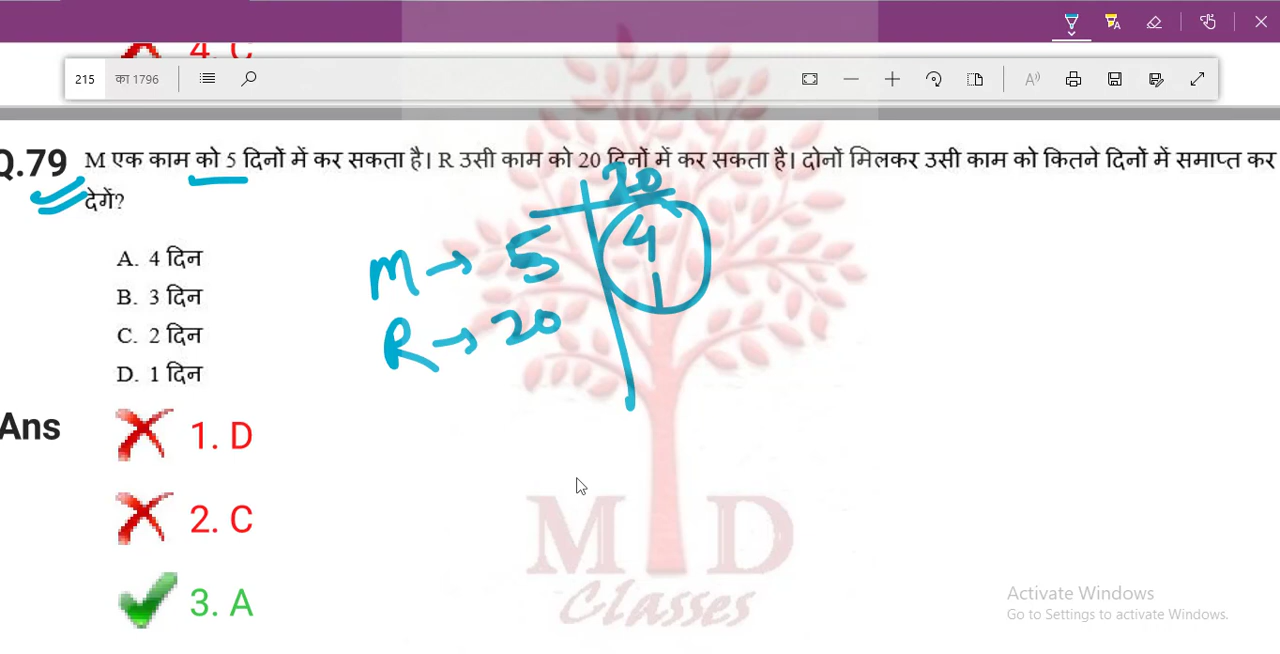 4. C
215 का 1796
Q.79 M एक काम को 5 दिनों में कर सकता है। R उसी काम को 20 दिनों में कर सकता है। दोनों मिलकर उसी काम को कितने दिनों में समाप्त कर
देगें?
20
M → 5 4
R → 20 1
A. 4 दिन
B. 3 दिन
C. 2 दिन
D. 1 दिन
Ans
1. D
2. C
3. A
M D
Classes
Activate Windows
Go to Settings to activate Windows.